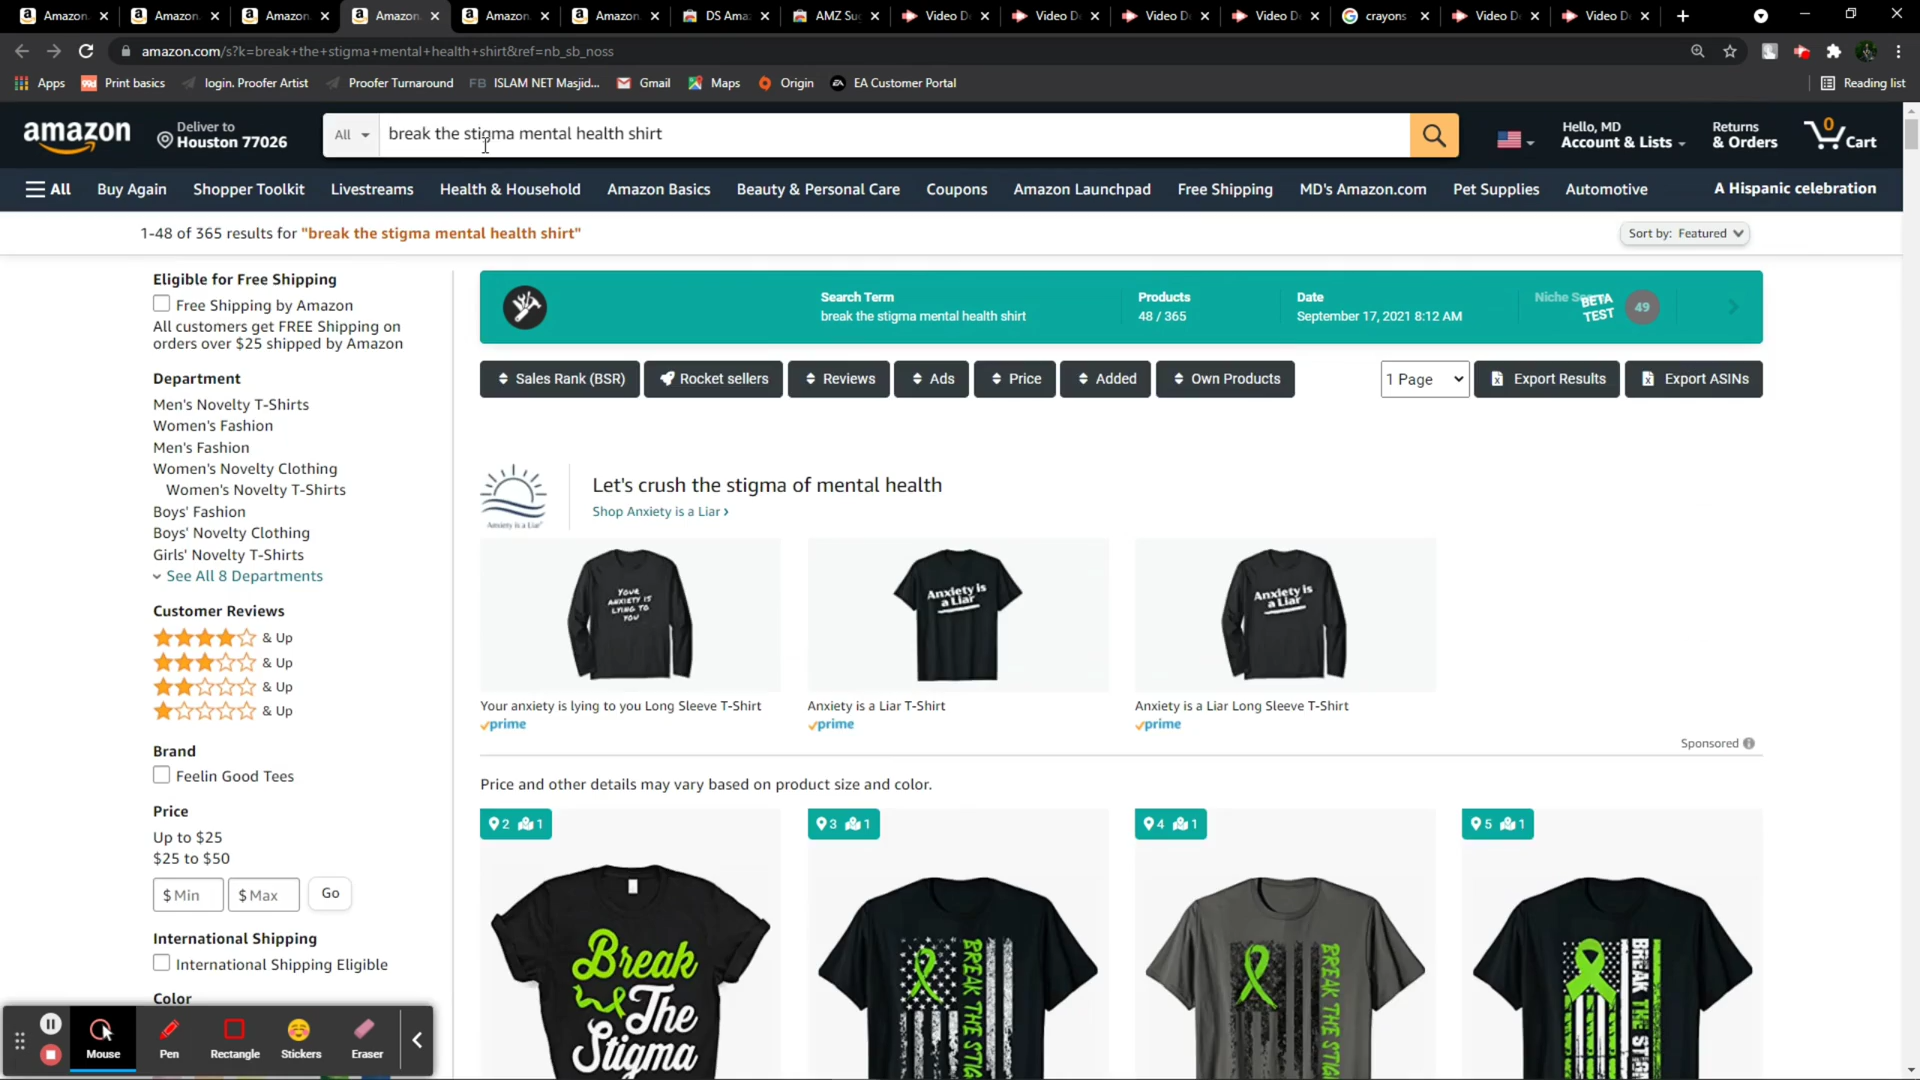 Amazon.
Amazon.
Amazon.
Amazon.
Amazon.
Amazon.
DS Ama
AMZ Su
Video D
Video D
Video D
Video D
crayons
Video D
Video D
amazon.com/s?k=break+the+stigma+mental+health+shirt&ref=nb_sb_noss
Apps
Print basics
login. Proofer Artist
Proofer Turnaround
FB ISLAM NET Masjid...
Gmail
Maps
Origin
EA Customer Portal
Reading list
amazon
Deliver to
Houston 77026
All
break the stigma mental health shirt
Hello, MD
Account & Lists
Returns
& Orders
0
Cart
All
Buy Again
Shopper Toolkit
Livestreams
Health & Household
Amazon Basics
Beauty & Personal Care
Coupons
Amazon Launchpad
Free Shipping
MD's Amazon.com
Pet Supplies
Automotive
A Hispanic celebration
1-48 of 365 results for "break the stigma mental health shirt"
Sort by: Featured
Eligible for Free Shipping
Free Shipping by Amazon
All customers get FREE Shipping on
orders over $25 shipped by Amazon
Department
Men's Novelty T-Shirts
Women's Fashion
Men's Fashion
Women's Novelty Clothing
Women's Novelty T-Shirts
Boys' Fashion
Boys' Novelty Clothing
Girls' Novelty T-Shirts
See All 8 Departments
Customer Reviews
& Up
& Up
& Up
& Up
Brand
Feelin Good Tees
Price
Up to $25
$25 to $50
$ Min
$ Max
Go
International Shipping
International Shipping Eligible
Color
Search Term
break the stigma mental health shirt
Products
48 / 365
Date
September 17, 2021 8:12 AM
Niche
BETA
TEST
49
Sales Rank (BSR)
Rocket sellers
Reviews
Ads
Price
Added
Own Products
1 Page
Export Results
Export ASINs
Anxiety is a Liar
Let's crush the stigma of mental health
Shop Anxiety is a Liar ›
YOUR
ANXIETY IS
LYING TO
YOU
Anxiety is
a Liar
Anxiety is
a Liar
Your anxiety is lying to you Long Sleeve T-Shirt
prime
Anxiety is a Liar T-Shirt
prime
Anxiety is a Liar Long Sleeve T-Shirt
prime
Sponsored
Price and other details may vary based on product size and color.
2 1
3 1
4 1
5 1
Break
The
Stigma
BREAK THE STIG
BREAK THE STIG
BREAK THE STI
Mouse
Pen
Rectangle
Stickers
Eraser